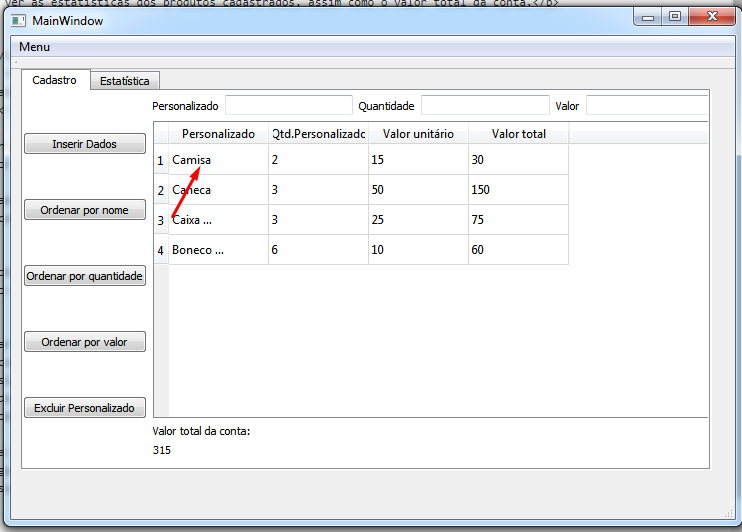 ver as estatísticas dos produtos cadastrados, assim como o valor total da conta.</p>
MainWindow
Menu
Cadastro Estatística
Personalizado Quantidade Valor
Inserir Dados
Ordenar por nome
Ordenar por quantidade
Ordenar por valor
Excluir Personalizado
Personalizado Qtd.Personalizadc Valor unitário Valor total
1 Camisa 2 15 30
2 Caneca 3 50 150
3 Caixa ... 3 25 75
4 Boneco ... 6 10 60
Valor total da conta:
315